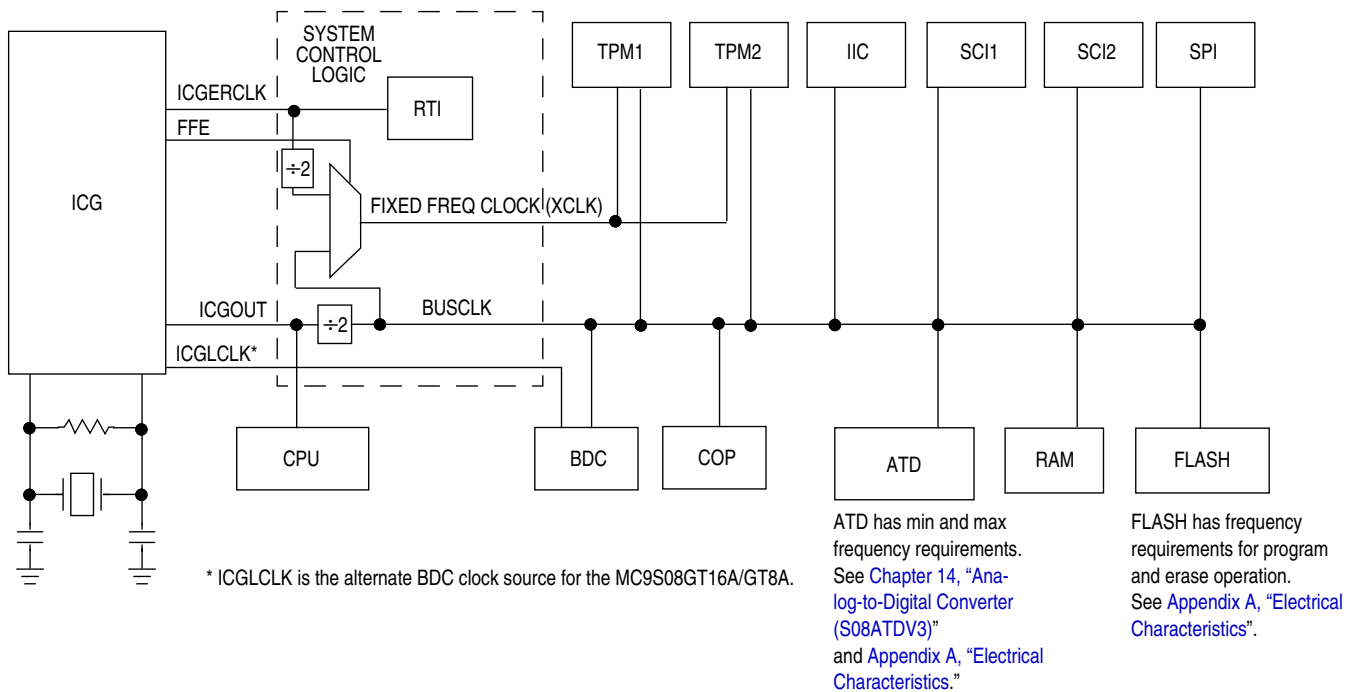 SYSTEM
CONTROL
LOGIC
TPM1
TPM2
IIC
SCI1
SCI2
SPI
ICGERCLK
RTI
FFE
÷2
ICG
FIXED FREQ CLOCK (XCLK)
ICGOUT
÷2
BUSCLK
ICGLCLK*
CPU
BDC
COP
ATD
RAM
FLASH
ATD has min and max
frequency requirements.
See Chapter 14, “Ana-
log-to-Digital Converter
(S08ATDV3)”
and Appendix A, “Electrical
Characteristics.”
FLASH has frequency
requirements for program
and erase operation.
See Appendix A, “Electrical
Characteristics”.
* ICGLCLK is the alternate BDC clock source for the MC9S08GT16A/GT8A.